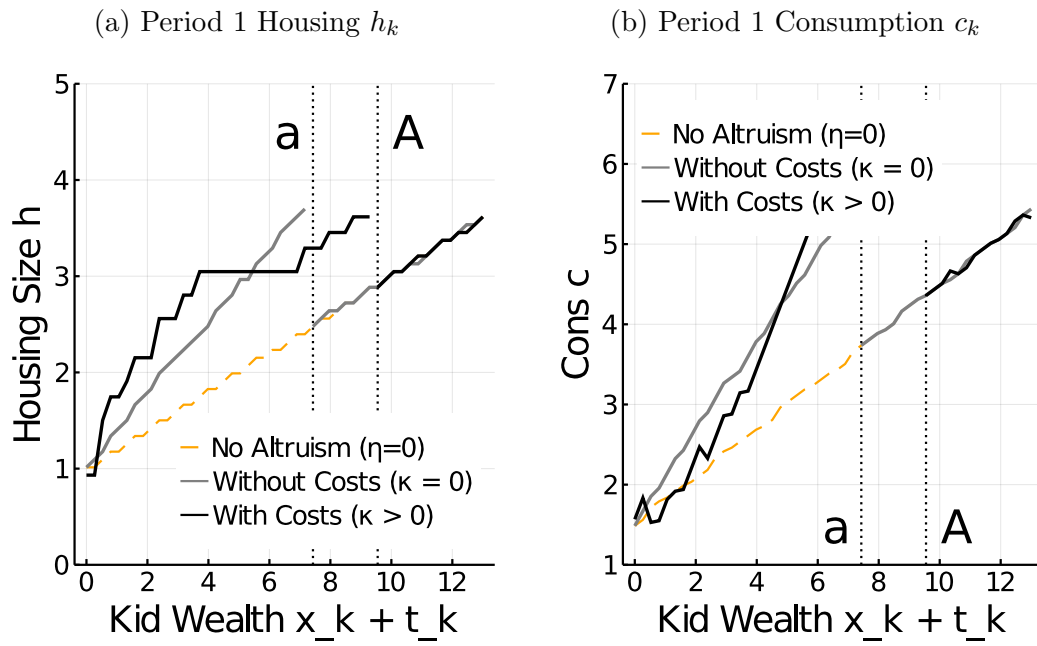 (a) Period 1 Housing h_k
5
4
3
2
1
0
Housing Size h
a
A
No Altruism (η=0)
Without Costs (κ = 0)
With Costs (κ > 0)
0 2 4 6 8 10 12
Kid Wealth x_k + t_k
(b) Period 1 Consumption c_k
7
6
5
4
3
2
1
Cons c
No Altruism (η=0)
Without Costs (κ = 0)
With Costs (κ > 0)
a
A
0 2 4 6 8 10 12
Kid Wealth x_k + t_k